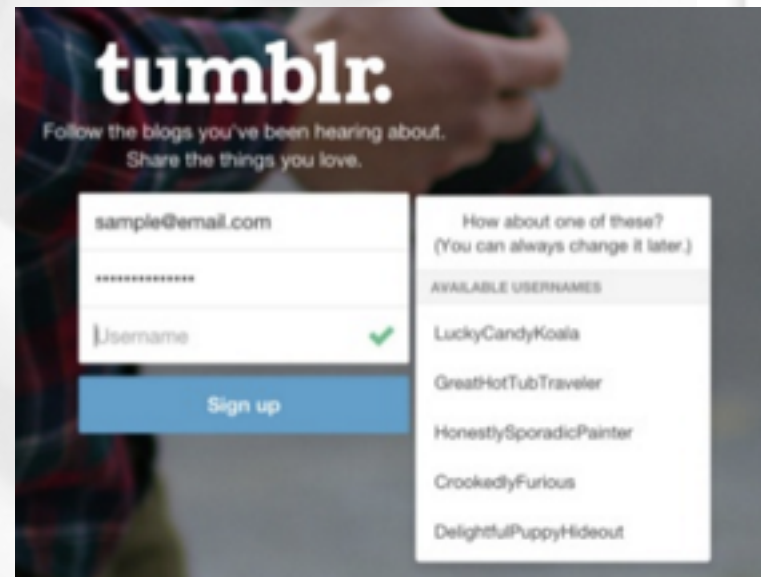 tumblr.
Follow the blogs you've been hearing about.
Share the things you love.
sample@email.com
••••••••••••••
Username
Sign up
How about one of these?
(You can always change it later.)
AVAILABLE USERNAMES
LuckyCandyKoala
GreatHotTubTraveler
HonestlySporadicPainter
CrookedlyFurious
DelightfulPuppyHideout